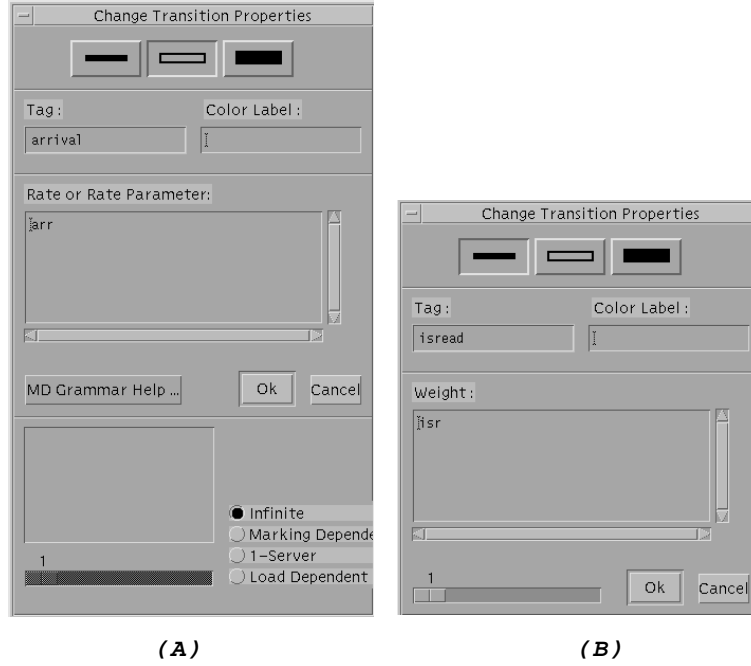 Change Transition Properties
Tag:
Color Label:
arrival
Rate or Rate Parameter:
arr
MD Grammar Help ...
Ok
Cancel
Infinite
Marking Depende
1-Server
Load Dependent
1
(A)
Change Transition Properties
Tag:
Color Label:
isread
Weight:
isr
1
Ok
Cancel
(B)